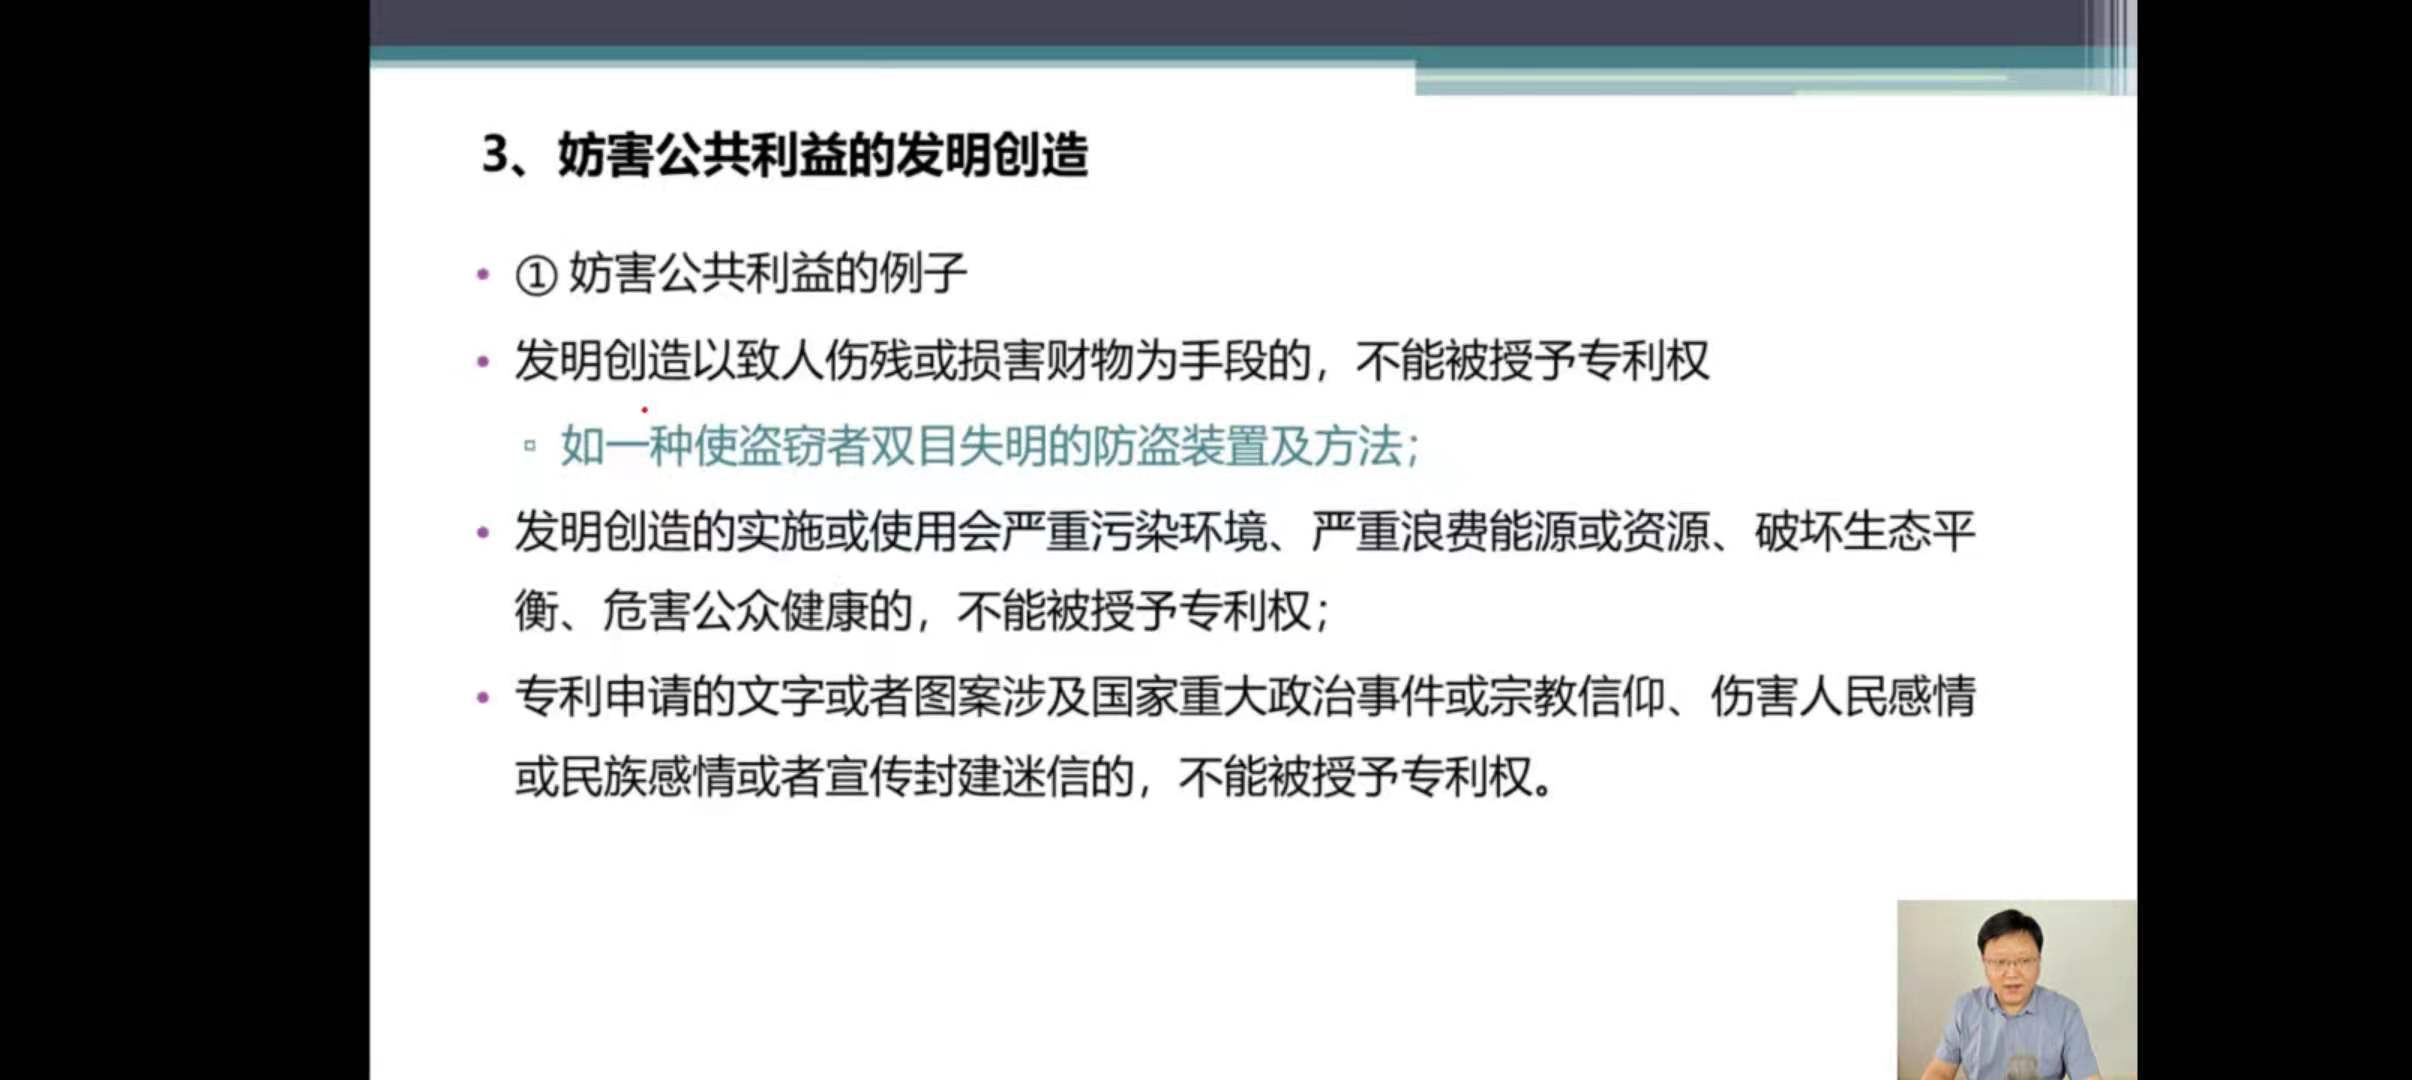 3、妨害公共利益的发明创造
① 妨害公共利益的例子
发明创造以致人伤残或损害财物为手段的，不能被授予专利权
如一种使盗窃者双目失明的防盗装置及方法；
发明创造的实施或使用会严重污染环境、严重浪费能源或资源、破坏生态平
衡、危害公众健康的，不能被授予专利权；
专利申请的文字或者图案涉及国家重大政治事件或宗教信仰、伤害人民感情
或民族感情或者宣传封建迷信的，不能被授予专利权。